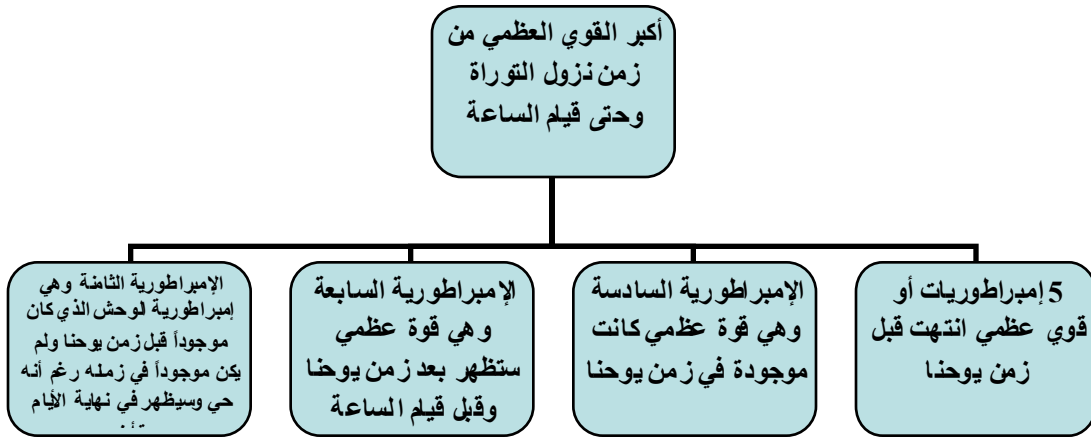 أكبر القوي العظمي من
زمن نزول التوراة
وحتى قيام الساعة
5 إمبراطوريات أو
قوي عظمي انتهت قبل
زمن يوحنا
الإمبراطورية السادسة
وهي قوة عظمي كانت
موجودة في زمن يوحنا
الإمبراطورية السابعة
وهي قوة عظمي
ستظهر بعد زمن يوحنا
وقبل قيام الساعة
الإمبراطورية الثامنة وهي
إمبراطورية الوحش الذي كان
موجوداً قبل زمن يوحنا ولم
يكن موجوداً في زمنه رغم أنه
حي وسيظهر في نهاية الأيام